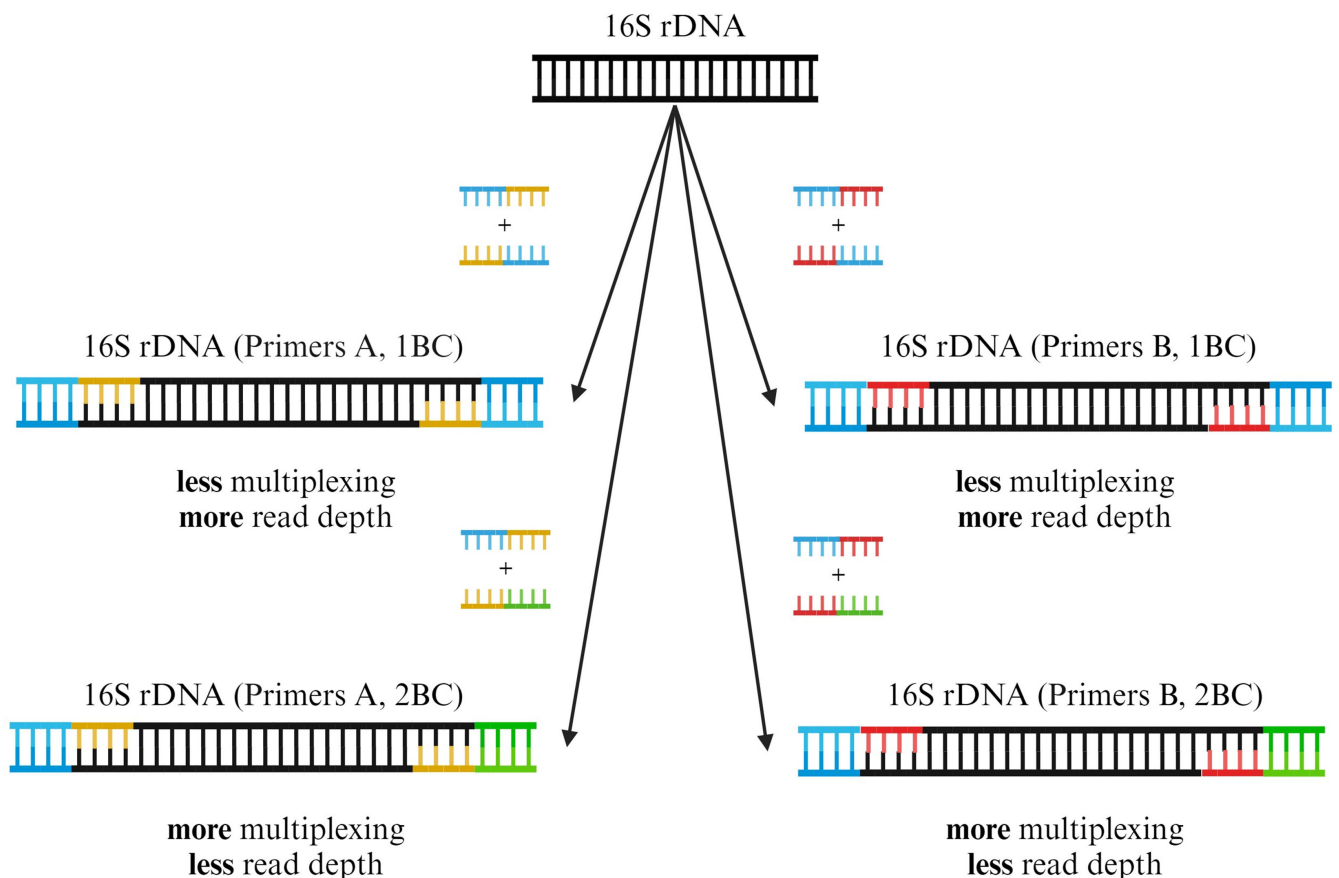 16S rDNA
+
+
16S rDNA (Primers A, 1BC)
16S rDNA (Primers B, 1BC)
less multiplexing
more read depth
less multiplexing
more read depth
+
+
16S rDNA (Primers A, 2BC)
16S rDNA (Primers B, 2BC)
more multiplexing
less read depth
more multiplexing
less read depth